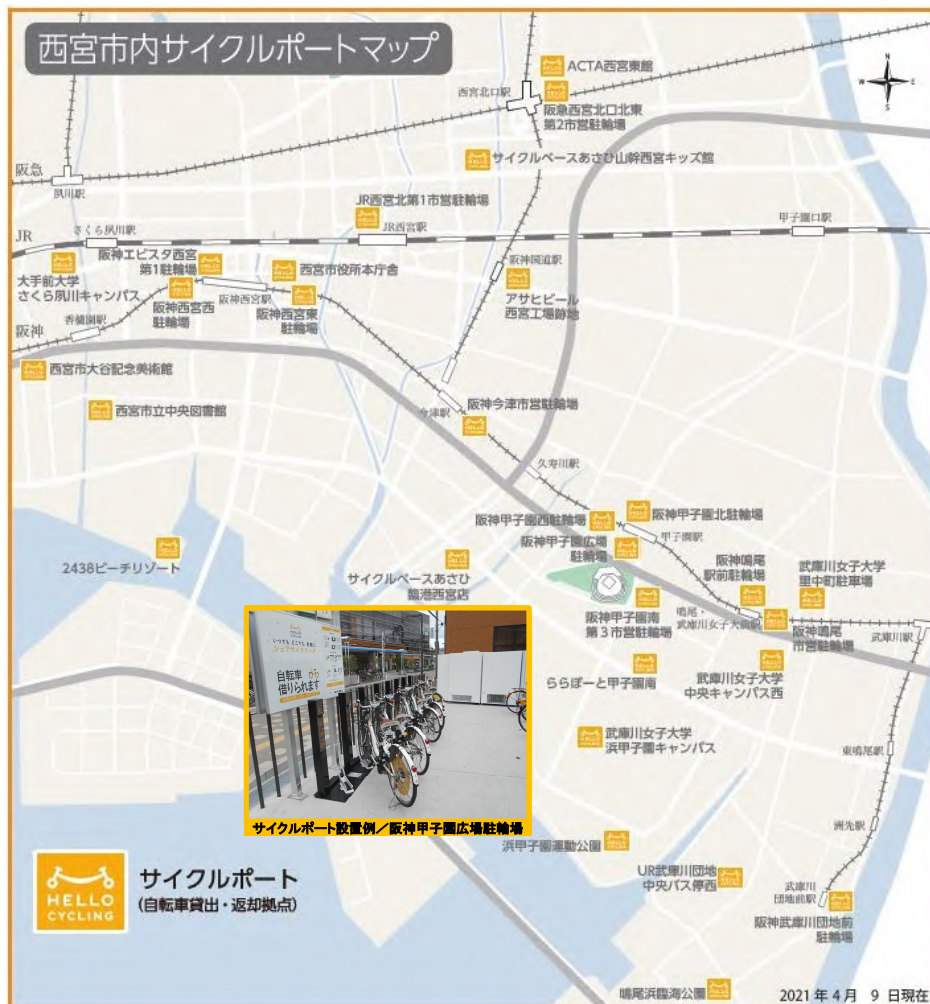 西宮市内サイクルポートマップ
ACTA西宮東館
西宮北口駅
阪急西宮北口北東
第2市営駐輪場
N
W
E
S
サイクルベースあさひ山幹西宮キッズ館
阪急
夙川駅
JR西宮北第1市営駐輪場
甲子園口駅
JR
さくら夙川駅
JR西宮駅
阪神エビスタ西宮
第1駐輪場
西宮市役所本庁舎
阪神国道駅
大手前大学
さくら夙川キャンパス
阪神西宮駅
アサヒビール
西宮工場跡地
阪神西宮西
駐輪場
阪神西宮東
駐輪場
香櫨園駅
阪神
西宮市大谷記念美術館
西宮市立中央図書館
今津駅
阪神今津市営駐輪場
久寿川駅
阪神甲子園西駐輪場
阪神甲子園北駐輪場
甲子園駅
阪神甲子園広場
駐輪場
2438ビーチリゾート
サイクルベースあさひ
臨港西宮店
阪神鳴尾
駅前駐輪場
武庫川女子大学
里中町駐車場
阪神甲子園南
第3市営駐輪場
鳴尾・
武庫川女子大前駅
阪神鳴尾
市営駐輪場
武庫川駅
ららぽーと甲子園南
武庫川女子大学
中央キャンパス西
武庫川女子大学
浜甲子園キャンパス
東鳴尾駅
HELLO
CYCLING
いつでも どこでも 気軽に
シェアサイクリング
自転車
借りられます
サイクルポート設置例／阪神甲子園広場駐輪場
洲先駅
浜甲子園運動公園
UR武庫川団地
中央バス停西
武庫川
団地前駅
阪神武庫川団地前
駐輪場
HELLO
CYCLING
サイクルポート
(自転車貸出・返却拠点)
鳴尾浜臨海公園
2021年4月 9 日現在